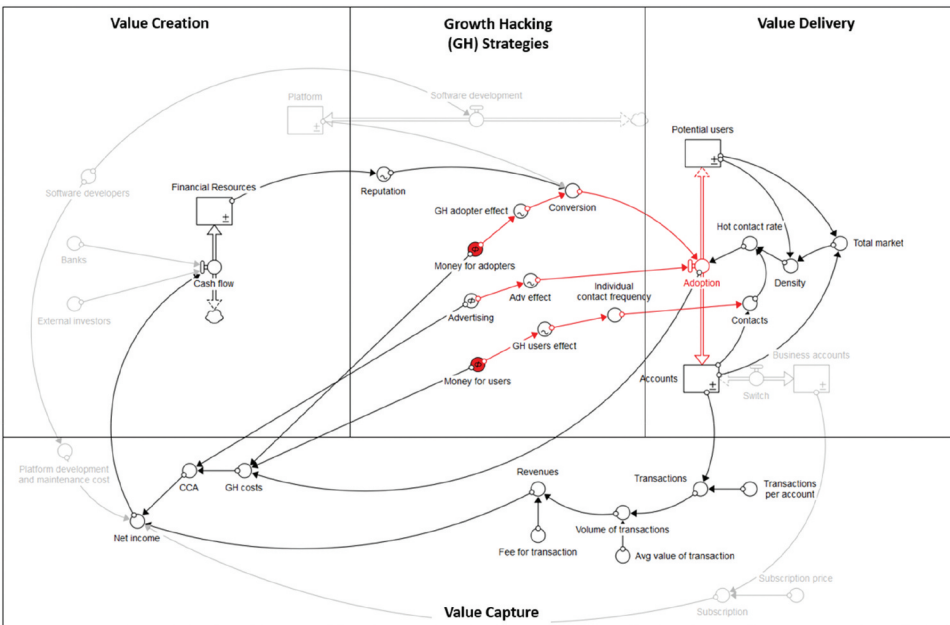 Value Creation
Growth Hacking
(GH) Strategies
Value Delivery
Platform
Software development
Potential users
Software developers
Financial Resources
Reputation
GH adopter effect
Conversion
Hot contact rate
Total market
Banks
Money for adopters
Cash flow
Adoption
Density
External investors
Adv effect
Individual
contact frequency
Advertising
Contacts
GH users effect
Business accounts
Money for users
Accounts
Switch
Platform development
and maintenance cost
CCA
GH costs
Revenues
Transactions
Transactions
per account
Net income
Volume of transactions
Fee for transaction
Avg value of transaction
Subscription price
Subscription
Value Capture